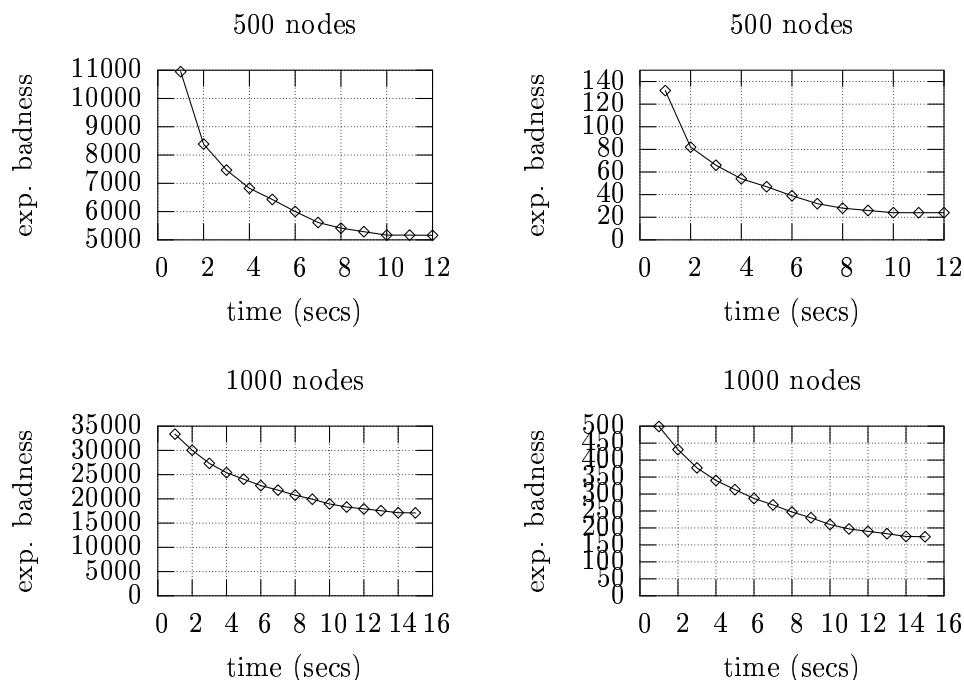 500 nodes
exp. badness
11000
10000
9000
8000
7000
6000
5000
0 2 4 6 8 10 12
time (secs)
500 nodes
exp. badness
140
120
100
80
60
40
20
0
0 2 4 6 8 10 12
time (secs)
1000 nodes
exp. badness
35000
30000
25000
20000
15000
10000
5000
0
0 2 4 6 8 10 12 14 16
time (secs)
1000 nodes
exp. badness
500
450
400
350
300
250
200
150
100
50
0
0 2 4 6 8 10 12 14 16
time (secs)